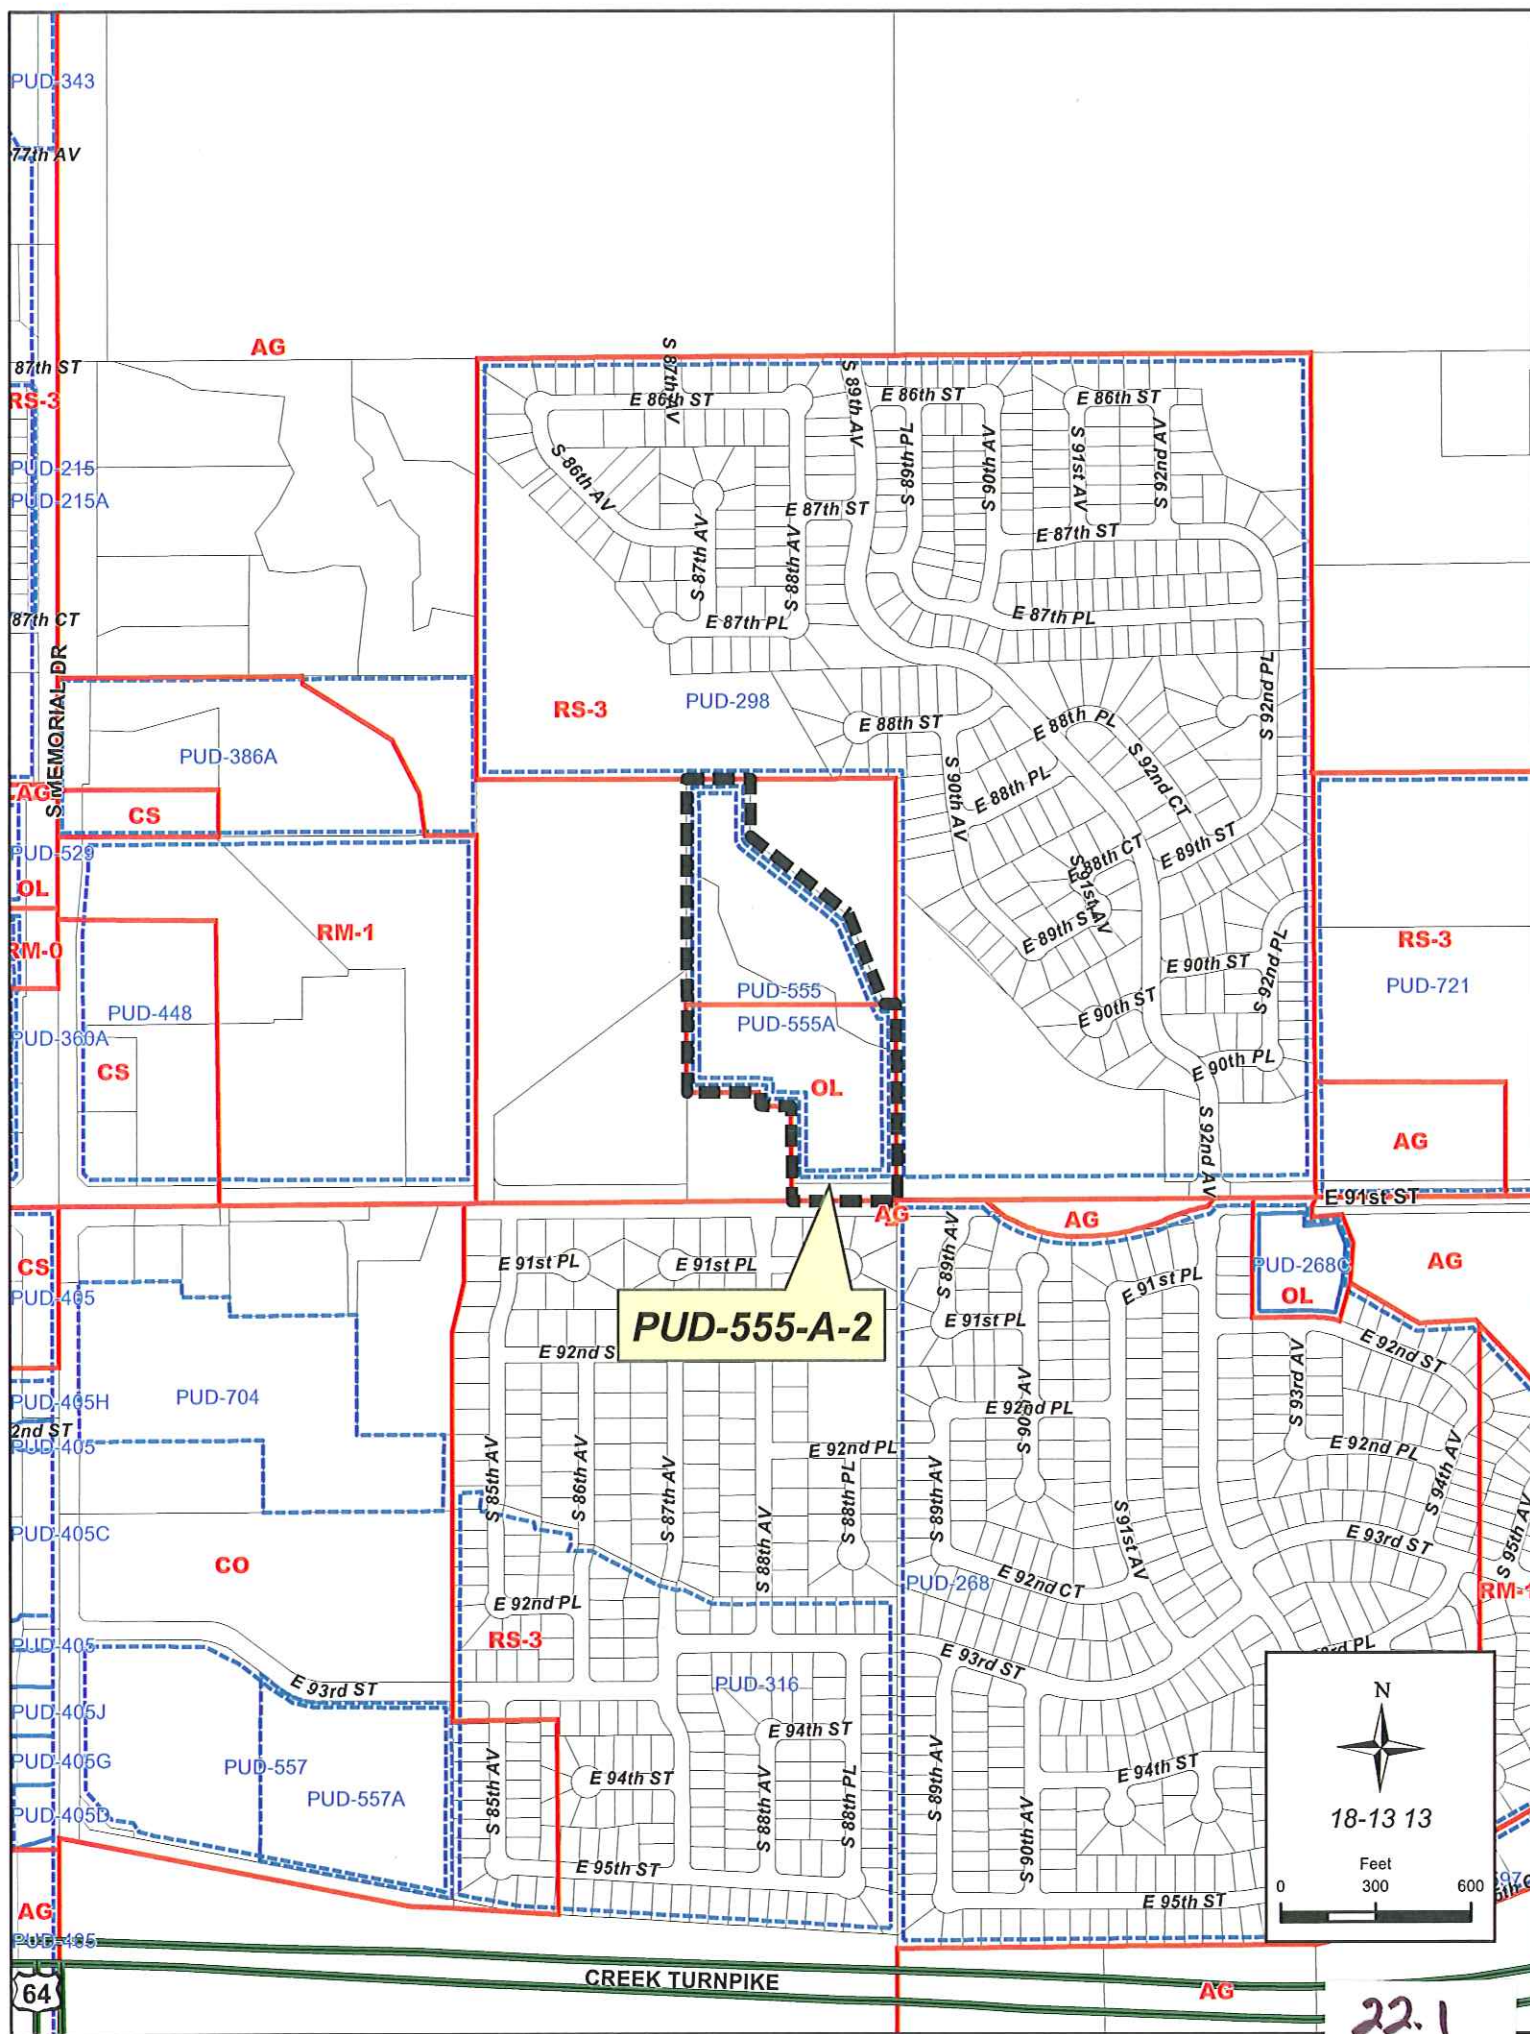 PUD-343
77th AV
AG
87th ST
RS-3
PUD-215
PUD-215A
87th CT
S MEMORIAL DR
S 87th AV
E 86th ST
S 89th AV
E 86th ST
E 86th ST
S 86th AV
S 89th PL
S 90th AV
S 91st AV
S 92nd AV
E 87th ST
E 87th ST
S 87th AV
S 88th AV
E 87th PL
E 87th PL
RS-3
PUD-298
E 88th ST
E 88th PL
S 92nd PL
PUD-386A
S 90th AV
E 88th PL
S 92nd CT
AG
CS
PUD-529
OL
E 88th CT
E 89th ST
S 91st AV
RM-0
RM-1
E 89th ST
E 90th ST
S 92nd PL
RS-3
PUD-721
PUD-448
PUD-360A
PUD-555
PUD-555A
E 90th ST
CS
OL
E 90th PL
S 92nd AV
AG
E 91st ST
AG
AG
CS
PUD-405
E 91st PL
E 91st PL
S 89th AV
E 91st PL
PUD-268C
OL
AG
PUD-555-A-2
E 91st PL
E 92nd S
E 92nd ST
S 93rd AV
PUD-405H
PUD-704
2nd ST
PUD-405
E 92nd PL
S 90th AV
E 92nd PL
E 92nd PL
S 94th AV
S 85th AV
S 86th AV
S 87th AV
S 88th AV
S 88th PL
S 89th AV
S 91st AV
PUD-405C
CO
E 93rd ST
S 95th AV
PUD-268
E 92nd CT
RM-1
E 92nd PL
RS-3
PUD-405
E 93rd ST
rd PL
E 93rd ST
PUD-316
PUD-405J
E 94th ST
PUD-405G
PUD-557
PUD-557A
S 85th AV
E 94th ST
S 88th AV
S 88th PL
S 89th AV
E 94th ST
S 90th AV
PUD-405D
E 95th ST
E 95th ST
N
18-13 13
Feet
0 300 600
AG
PUD-405
64
CREEK TURNPIKE
AG
22.1